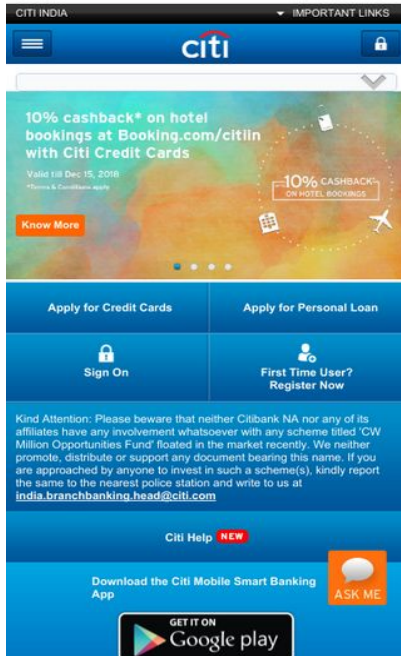 CITI INDIA
IMPORTANT LINKS
citi
10% cashback* on hotel
bookings at Booking.com/citiin
with Citi Credit Cards
Valid till Dec 15, 2018
*Terms & Conditions apply
10% CASHBACK*
ON HOTEL BOOKINGS
Know More
Apply for Credit Cards
Apply for Personal Loan
Sign On
First Time User?
Register Now
Kind Attention: Please beware that neither Citibank NA nor any of its
affiliates have any involvement whatsoever with any scheme titled 'CW
Million Opportunities Fund' floated in the market recently. We neither
promote, distribute or support any document bearing this name. If you
are approached by anyone to invest in such a scheme(s), kindly report
the same to the nearest police station and write to us at
india.branchbanking.head@citi.com
Citi Help NEW
Download the Citi Mobile Smart Banking
App
ASK ME
GET IT ON
Google play